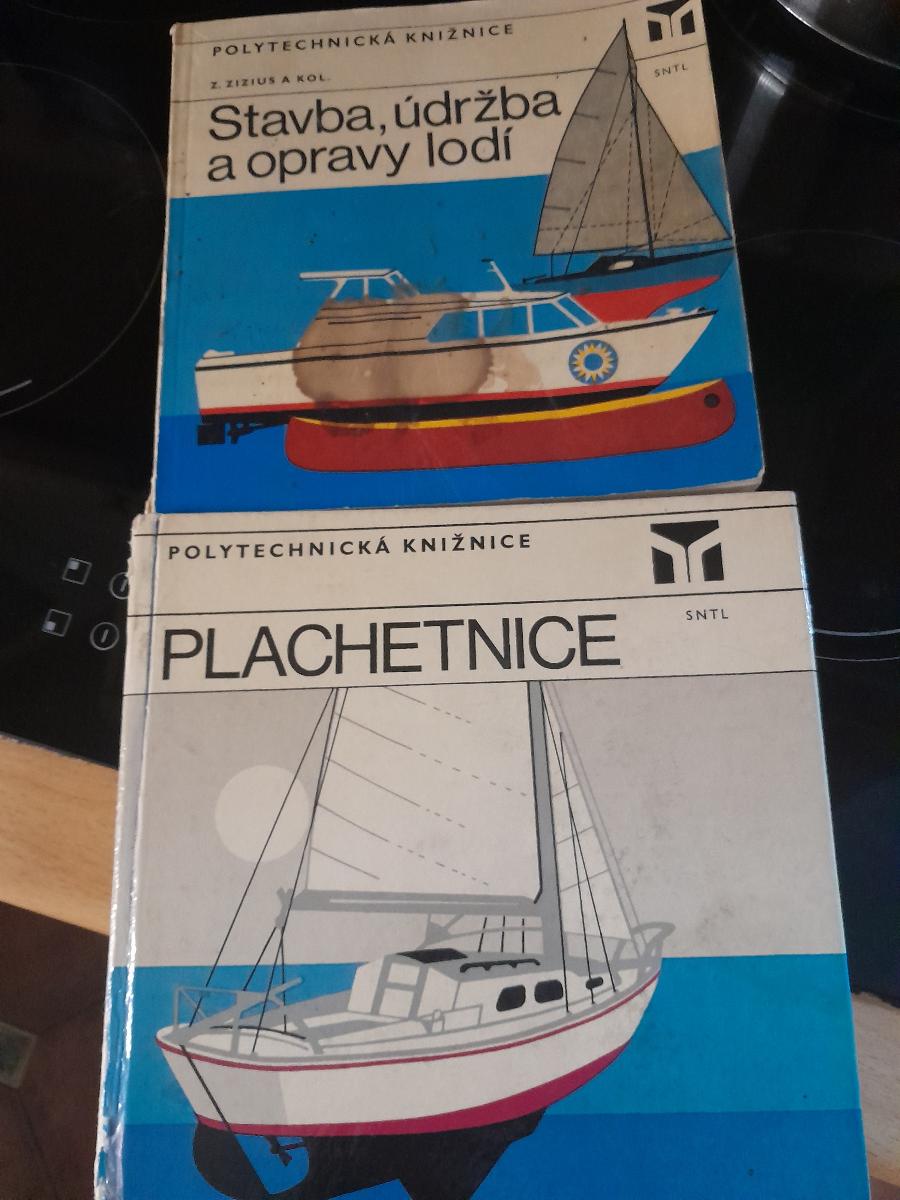 POLYTECHNICKÁ KNIŽNICE
SNTL
Z. ZIZIUS A KOL.
Stavba, údržba
a opravy lodí
POLYTECHNICKÁ KNIŽNICE
SNTL
PLACHETNICE